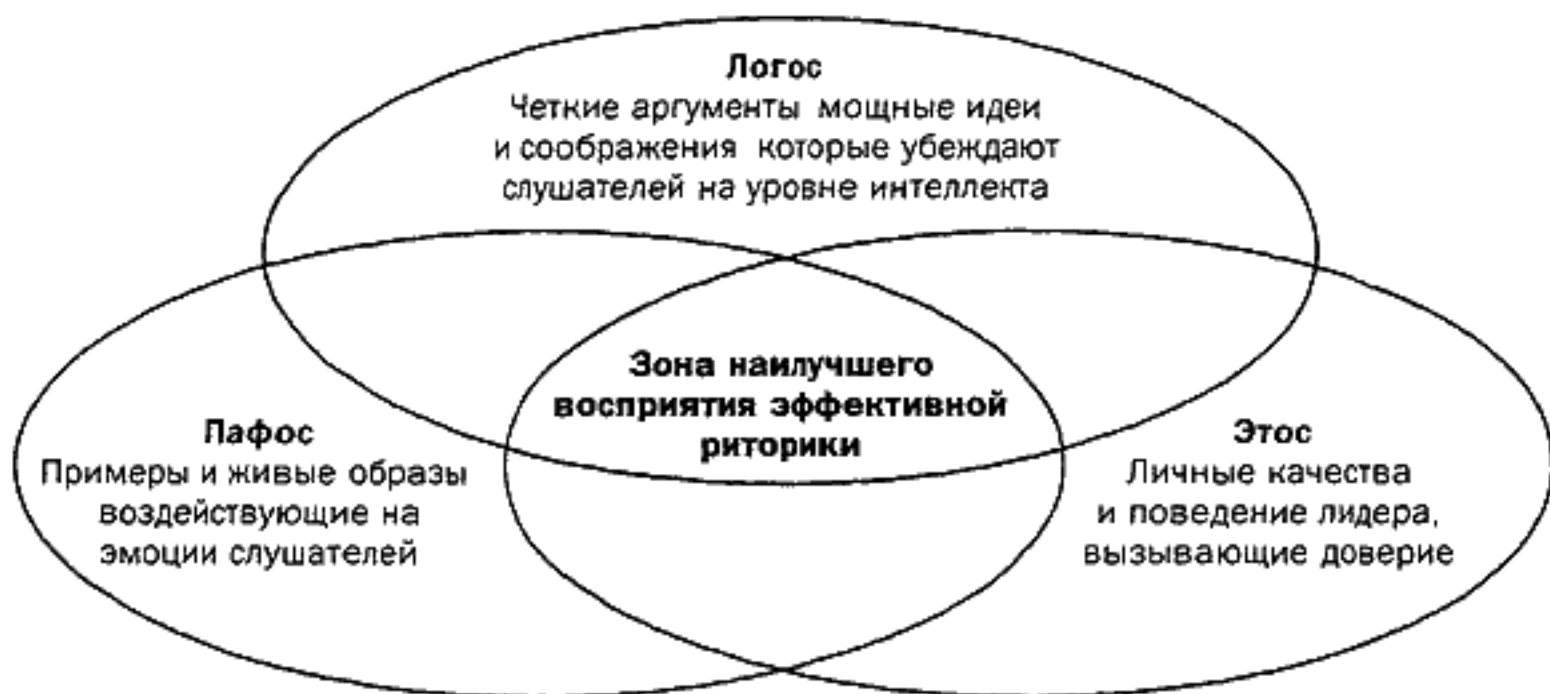 Логос
Четкие аргументы мощные идеи
и соображения которые убеждают
слушателей на уровне интеллекта
Зона наилучшего
восприятия эффективной
риторики
Пафос
Примеры и живые образы
воздействующие на
эмоции слушателей
Этос
Личные качества
и поведение лидера,
вызывающие доверие